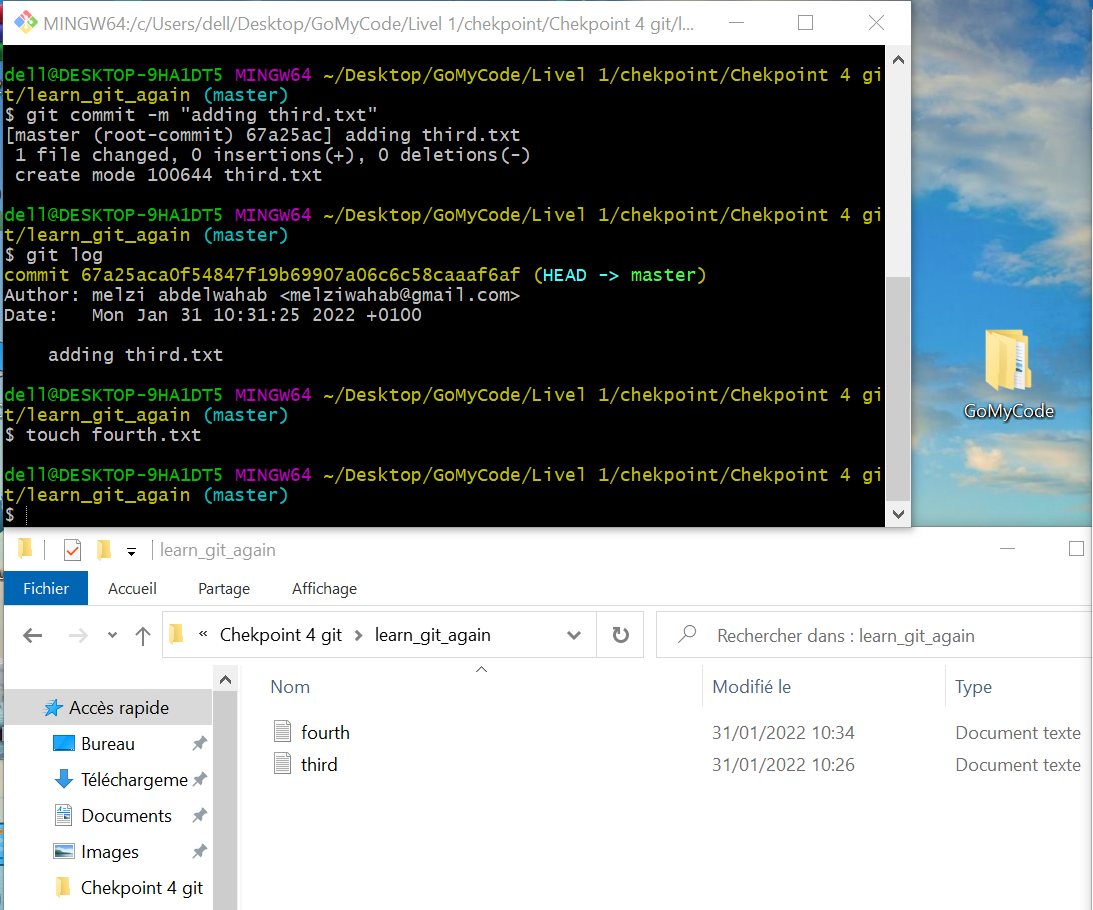 MINGW64:/c/Users/dell/Desktop/GoMyCode/Livel 1/chekpoint/Chekpoint 4 git/l...
dell@DESKTOP-9HA1DT5 MINGW64 ~/Desktop/GoMyCode/Livel 1/chekpoint/Chekpoint 4 gi
t/learn_git_again (master)
$ git commit -m "adding third.txt"
[master (root-commit) 67a25ac] adding third.txt
 1 file changed, 0 insertions(+), 0 deletions(-)
 create mode 100644 third.txt
dell@DESKTOP-9HA1DT5 MINGW64 ~/Desktop/GoMyCode/Livel 1/chekpoint/Chekpoint 4 gi
t/learn_git_again (master)
$ git log
commit 67a25aca0f54847f19b69907a06c6c58caaaf6af (HEAD -> master)
Author: melzi abdelwahab <melziwahab@gmail.com>
Date:   Mon Jan 31 10:31:25 2022 +0100
    adding third.txt
dell@DESKTOP-9HA1DT5 MINGW64 ~/Desktop/GoMyCode/Livel 1/chekpoint/Chekpoint 4 gi
t/learn_git_again (master)
$ touch fourth.txt
dell@DESKTOP-9HA1DT5 MINGW64 ~/Desktop/GoMyCode/Livel 1/chekpoint/Chekpoint 4 gi
t/learn_git_again (master)
$
GoMyCode
learn_git_again
Fichier Accueil Partage Affichage
« Chekpoint 4 git > learn_git_again Rechercher dans : learn_git_again
Nom Modifié le Type
Accès rapide
Bureau
Téléchargeme
Documents
Images
Chekpoint 4 git
fourth 31/01/2022 10:34 Document texte
third 31/01/2022 10:26 Document texte